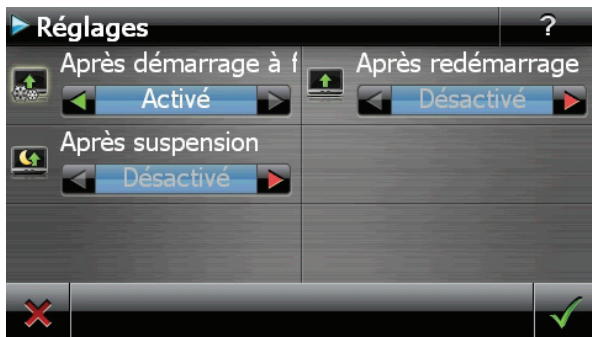 Réglages ?
Après démarrage à f
Activé
Après redémarrage
Désactivé
Après suspension
Désactivé